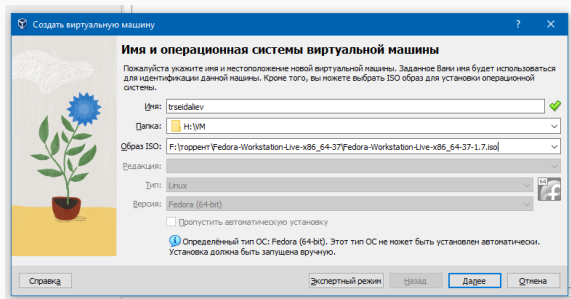 Создать виртуальную машину
? ×
Имя и операционная системы виртуальной машины
Пожалуйста укажите имя и местоположение новой виртуальной машины. Заданное Вами имя будет использоваться
для идентификации данной машины. Кроме того, вы можете выбрать ISO образ для установки операционной
системы.
Имя: trseidaliev
Папка: H:\VM
Образ ISO: F:\торрент\Fedora-Workstation-Live-x86_64-37\Fedora-Workstation-Live-x86_64-37-1.7.iso
Редакция:
Тип: Linux
64
Версия: Fedora (64-bit)
Пропустить автоматическую установку
Определённый тип ОС: Fedora (64-bit). Этот тип ОС не может быть установлен автоматически.
Установка должна быть запущена вручную.
Справка Экспертный режим Назад Далее Отмена